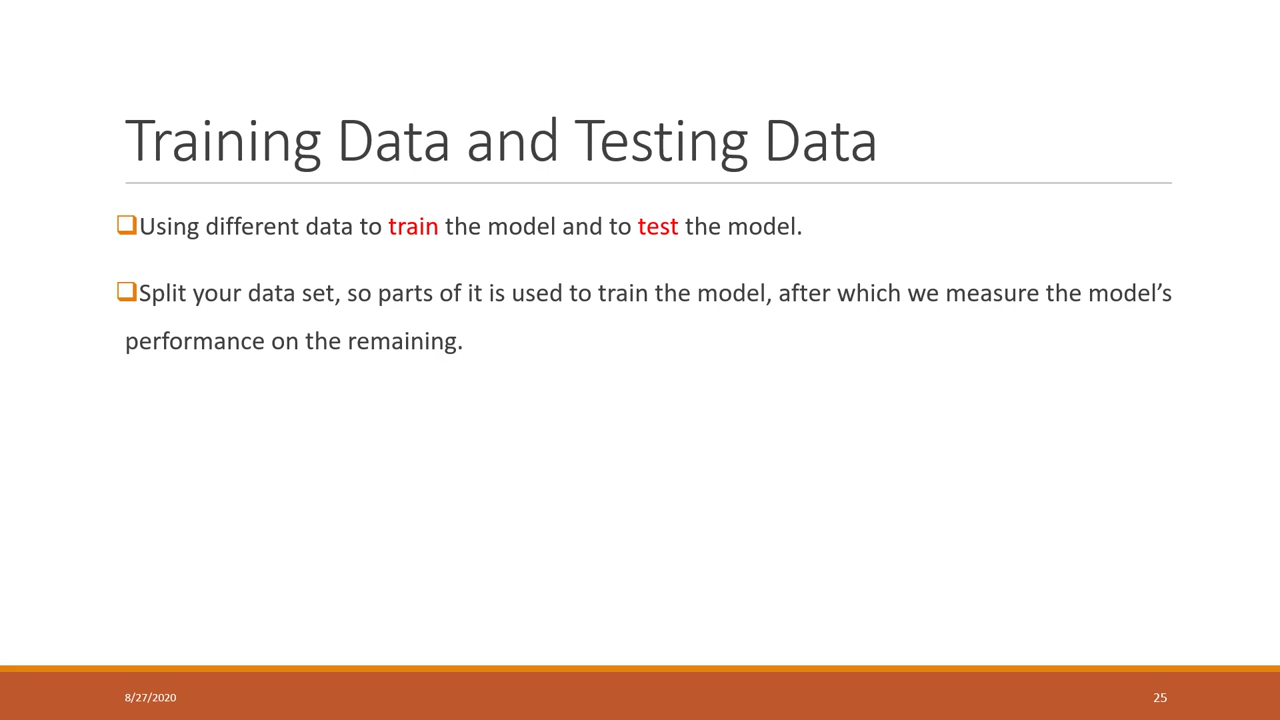 Training Data and Testing Data
❑Using different data to train the model and to test the model.
❑Split your data set, so parts of it is used to train the model, after which we measure the model’s
performance on the remaining.
8/27/2020
25